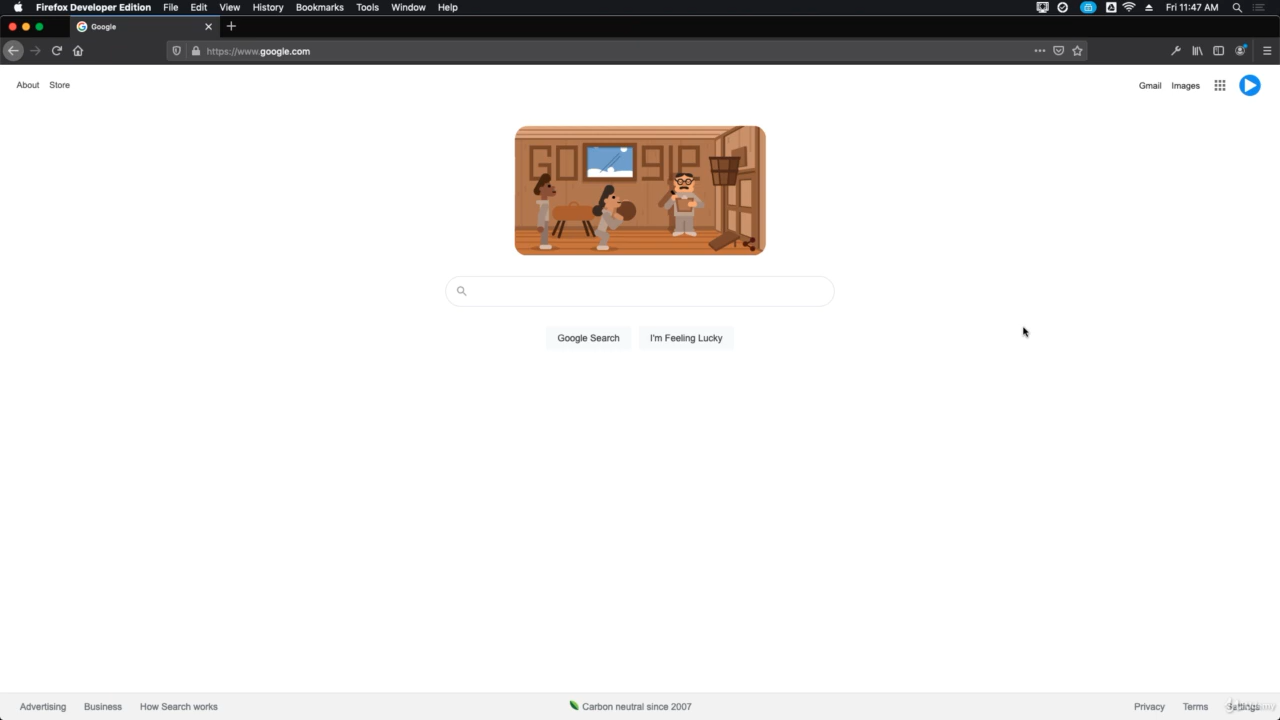 Firefox Developer Edition File Edit View History Bookmarks Tools Window Help Fri 11:47 AM
Google
https://www.google.com
About Store Gmail Images
Google Search I'm Feeling Lucky
Advertising Business How Search works Carbon neutral since 2007 Privacy Terms Settings